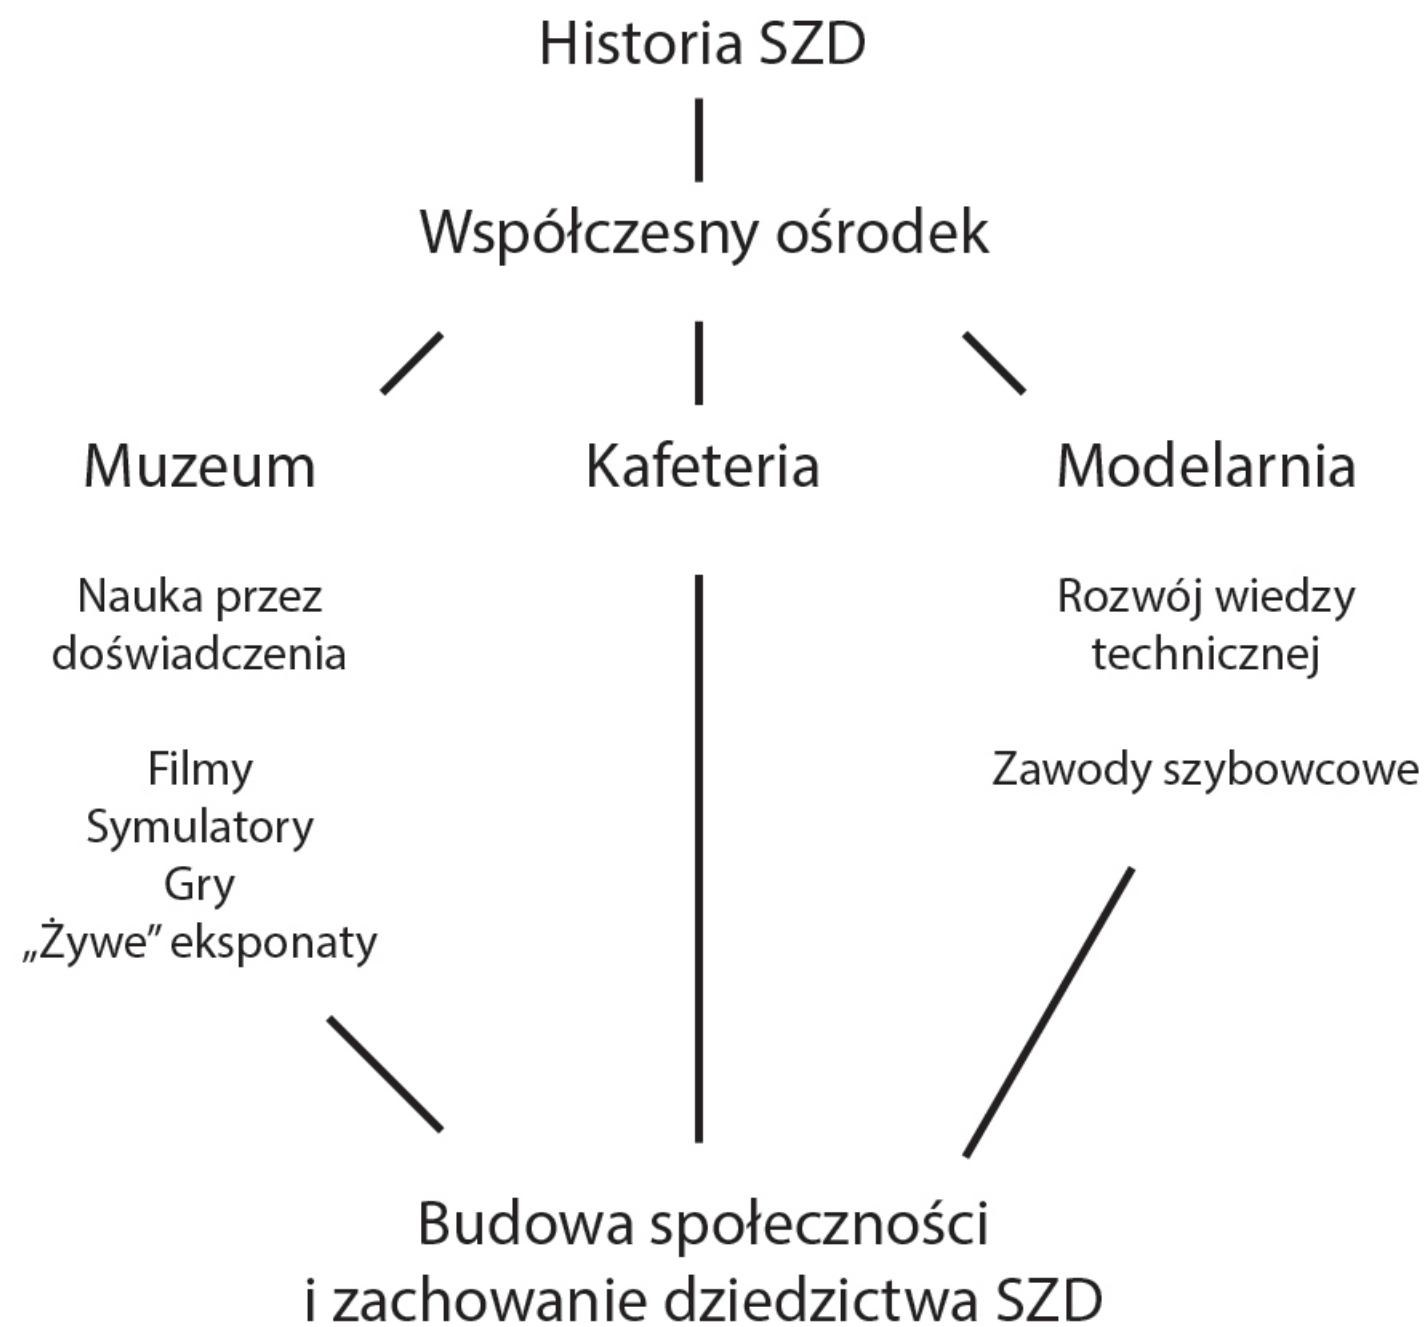 Historia SZD
Współczesny ośrodek
Muzeum
Kafeteria
Modelarnia
Nauka przez
doświadczenia
Rozwój wiedzy
technicznej
Filmy
Symulatory
Gry
„Żywe” eksponaty
Zawody szybowcowe
Budowa społeczności
i zachowanie dziedzictwa SZD